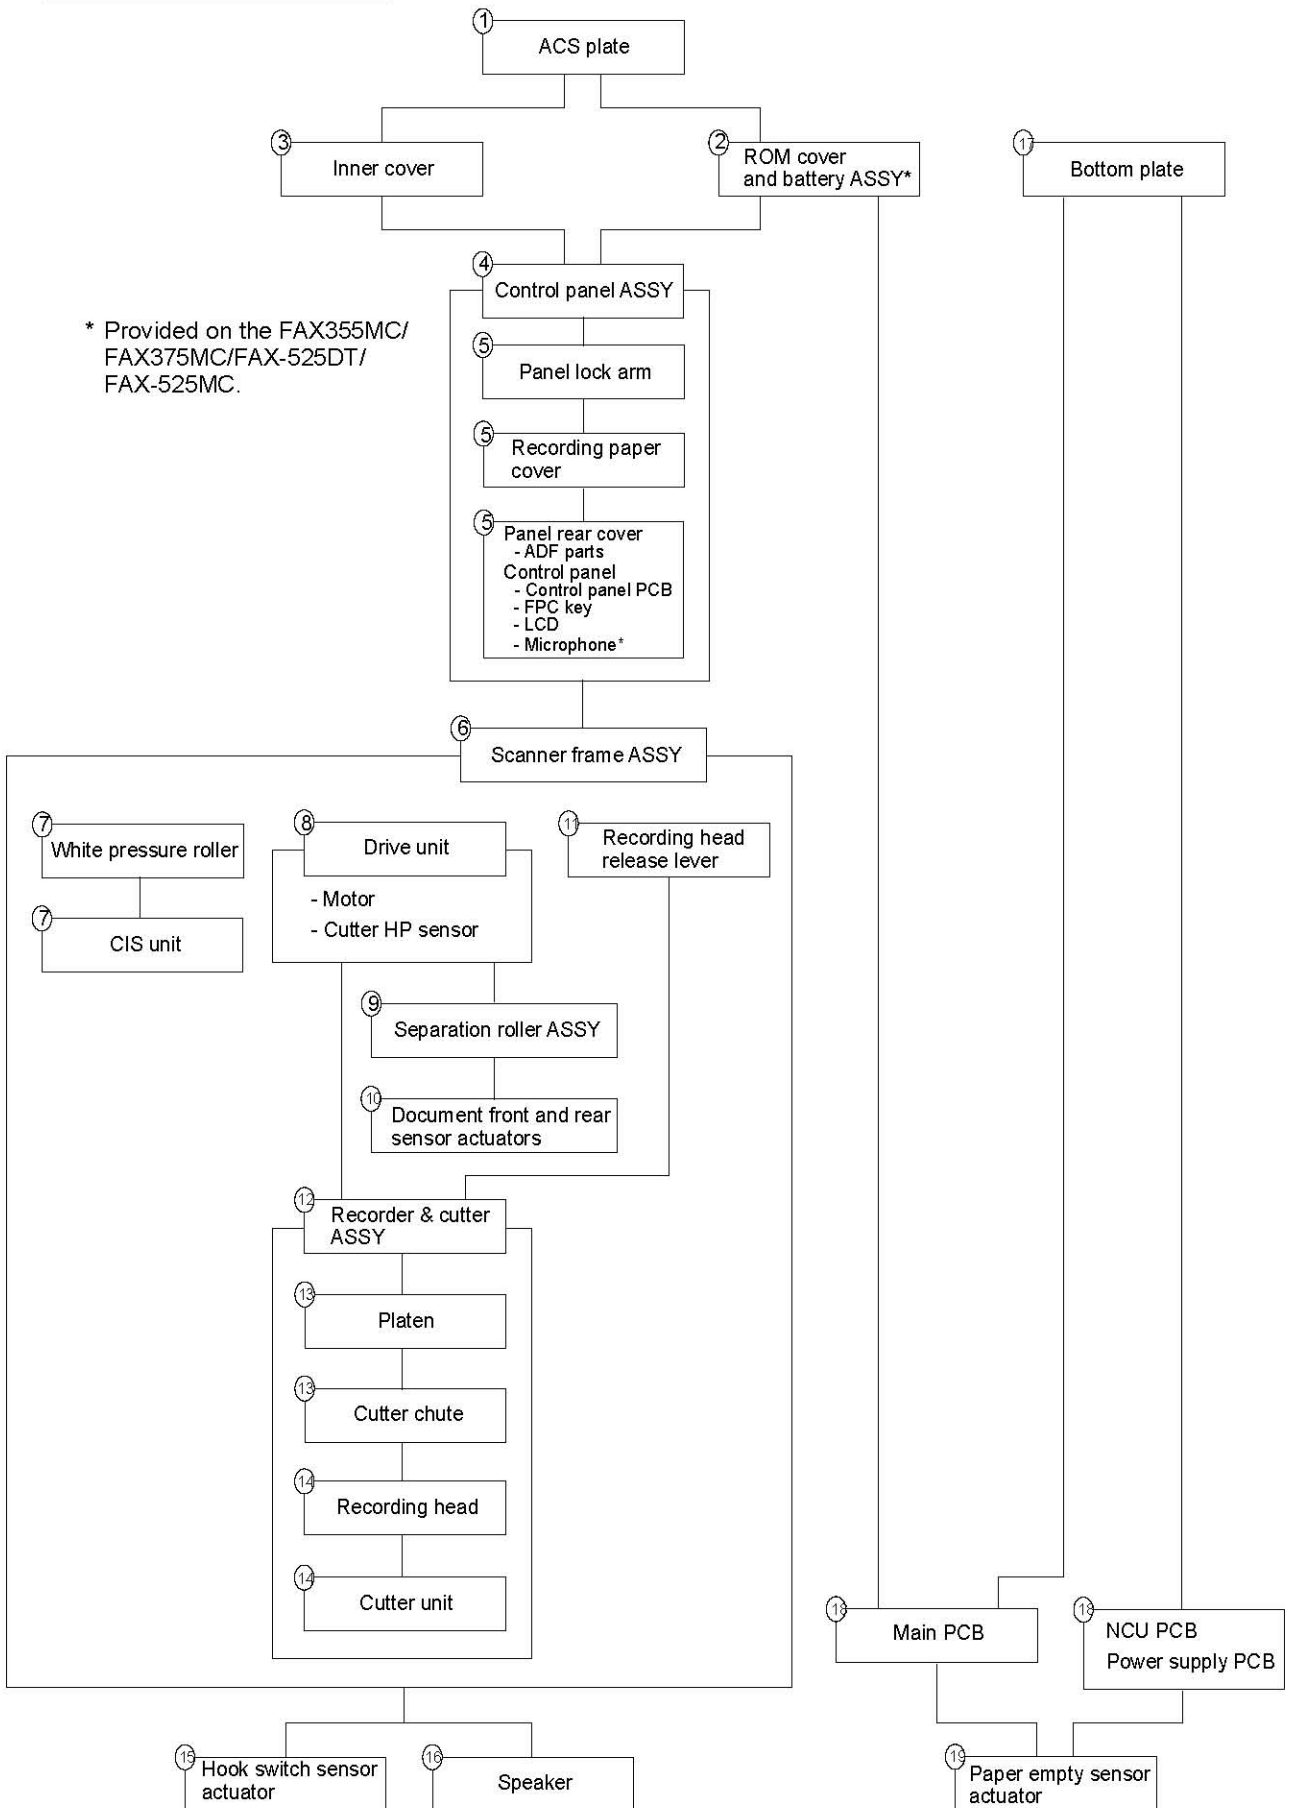 1
ACS plate
3
Inner cover
2
ROM cover
and battery ASSY*
17
Bottom plate
4
Control panel ASSY
* Provided on the FAX355MC/
FAX375MC/FAX-525DT/
FAX-525MC.
5
Panel lock arm
5
Recording paper
cover
5
Panel rear cover
- ADF parts
Control panel
- Control panel PCB
- FPC key
- LCD
- Microphone*
6
Scanner frame ASSY
7
White pressure roller
8
Drive unit
11
Recording head
release lever
- Motor
- Cutter HP sensor
7
CIS unit
9
Separation roller ASSY
10
Document front and rear
sensor actuators
12
Recorder & cutter
ASSY
13
Platen
13
Cutter chute
14
Recording head
14
Cutter unit
18
Main PCB
18
NCU PCB
Power supply PCB
15
Hook switch sensor
actuator
16
Speaker
19
Paper empty sensor
actuator